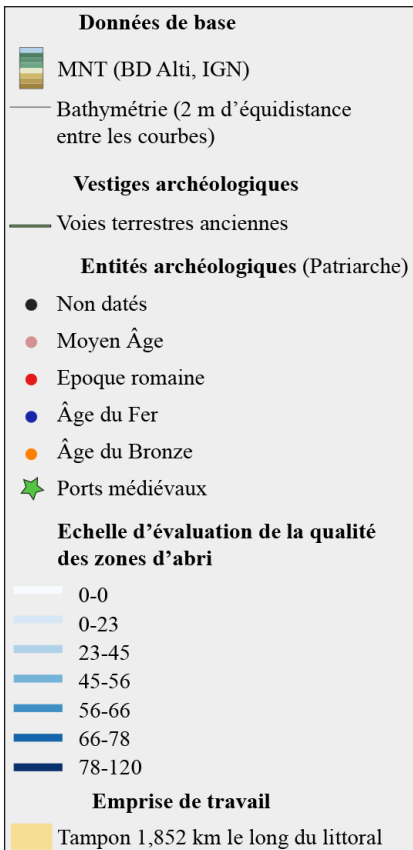 Données de base
MNT (BD Alti, IGN)
Bathymétrie (2 m d’équidistance
entre les courbes)
Vestiges archéologiques
Voies terrestres anciennes
Entités archéologiques (Patriarche)
Non datés
Moyen Âge
Epoque romaine
Âge du Fer
Âge du Bronze
Ports médiévaux
Echelle d’évaluation de la qualité
des zones d’abri
0-0
0-23
23-45
45-56
56-66
66-78
78-120
Emprise de travail
Tampon 1,852 km le long du littoral